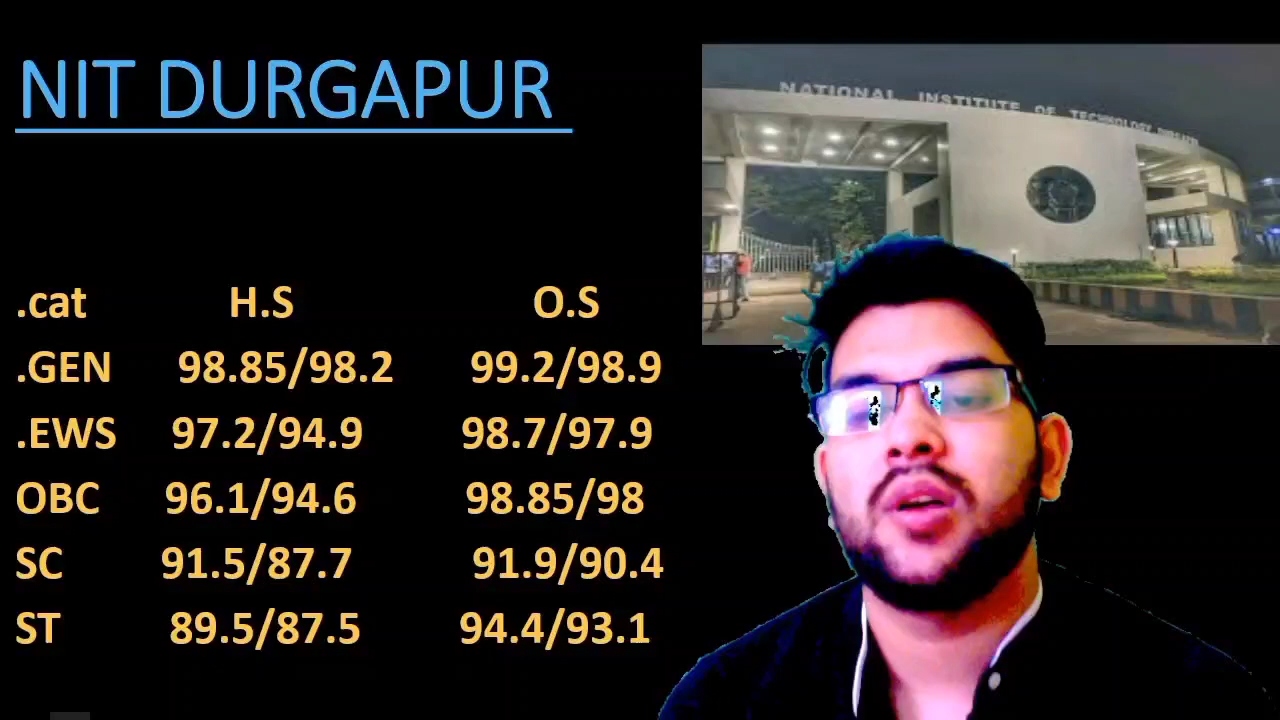 NIT DURGAPUR
NATIONAL INSTITUTE OF TECHNOLOGY
.cat H.S O.S
.GEN 98.85/98.2 99.2/98.9
.EWS 97.2/94.9 98.7/97.9
OBC 96.1/94.6 98.85/98
SC 91.5/87.7 91.9/90.4
ST 89.5/87.5 94.4/93.1